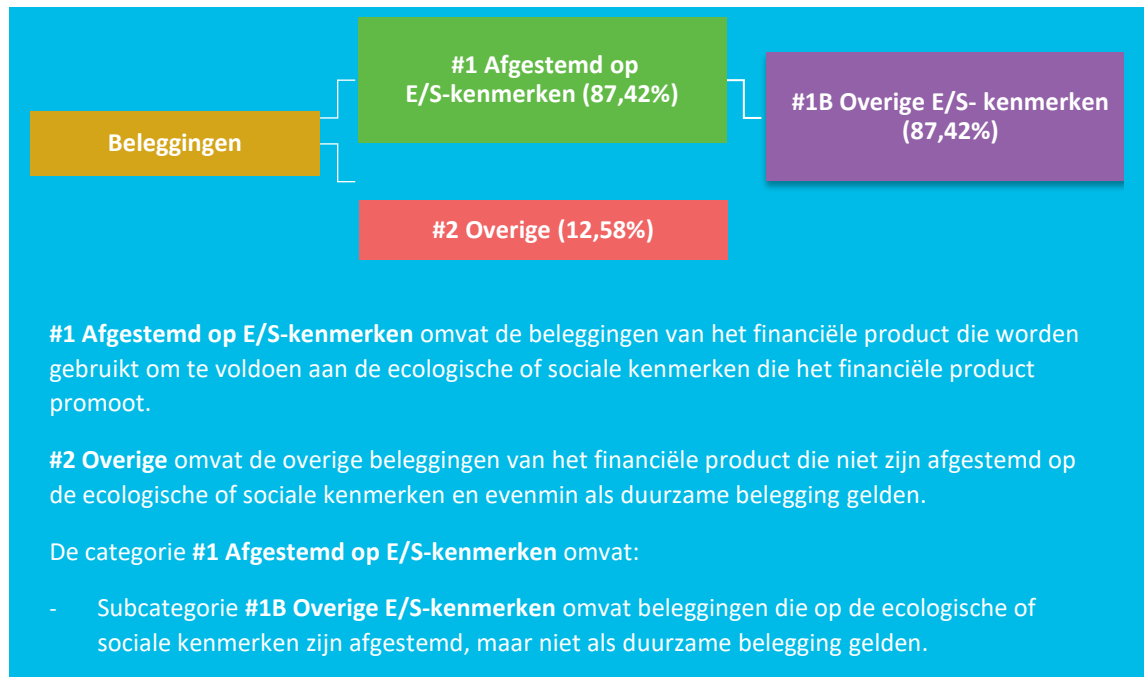 #1 Afgestemd op
E/S-kenmerken (87,42%)
#1B Overige E/S- kenmerken
(87,42%)
Beleggingen
#2 Overige (12,58%)
#1 Afgestemd op E/S-kenmerken omvat de beleggingen van het financiële product die worden
gebruikt om te voldoen aan de ecologische of sociale kenmerken die het financiële product
promoot.
#2 Overige omvat de overige beleggingen van het financiële product die niet zijn afgestemd op
de ecologische of sociale kenmerken en evenmin als duurzame belegging gelden.
De categorie #1 Afgestemd op E/S-kenmerken omvat:
- Subcategorie #1B Overige E/S-kenmerken omvat beleggingen die op de ecologische of
sociale kenmerken zijn afgestemd, maar niet als duurzame belegging gelden.